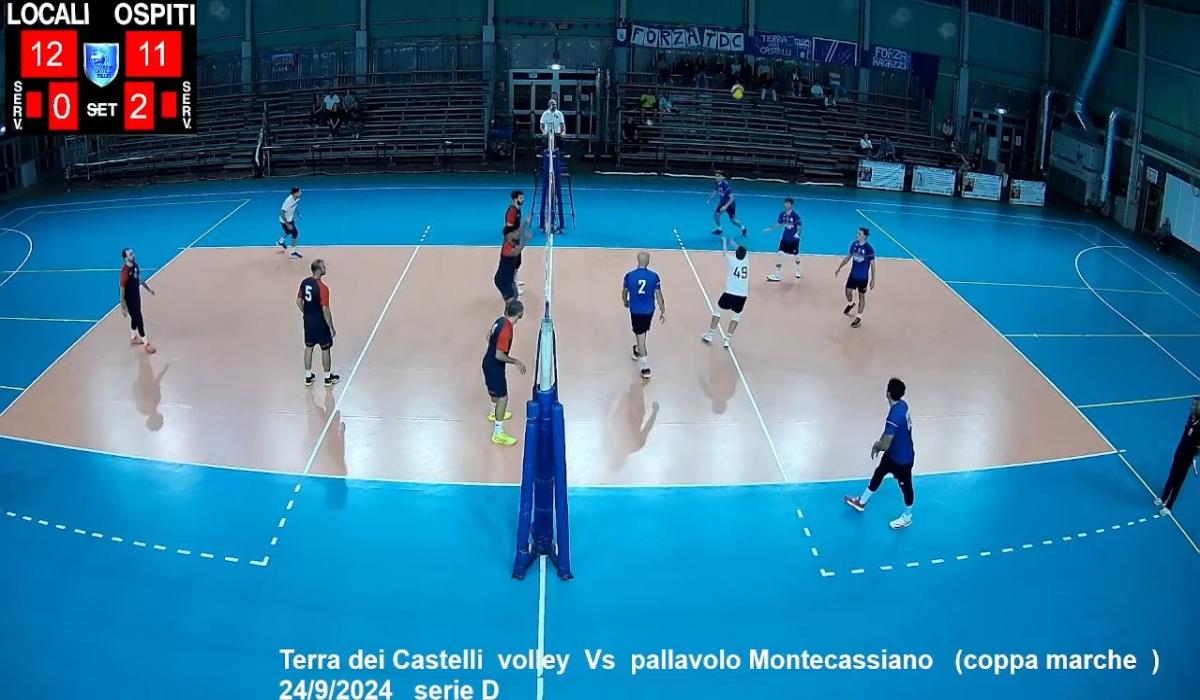 LOCALI OSPITI
12 11
SERV. 0 SET 2 SERV.
FORZA TDC
TERRA
CASTELLI
FORZA
RAGAZZI
5
2
49
Terra dei Castelli volley Vs pallavolo Montecassiano (coppa marche )
24/9/2024 serie D